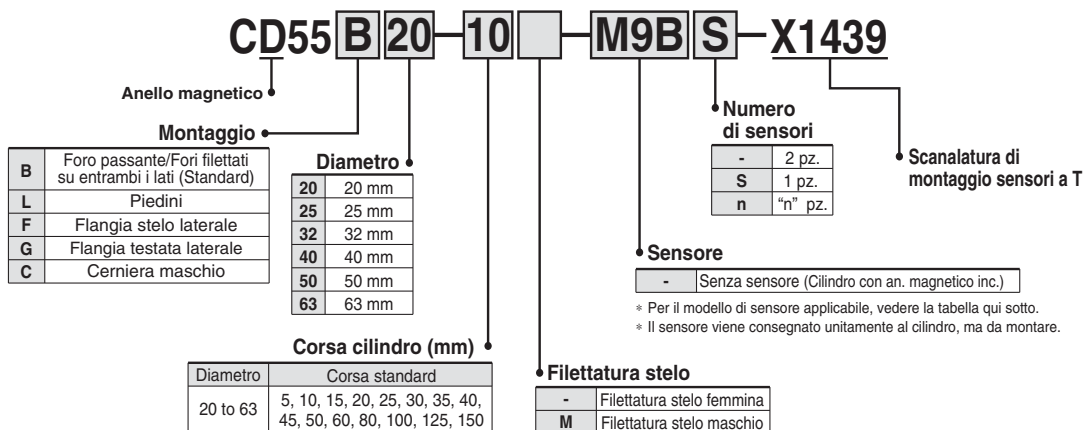 CD55 B 20-10 -M9B S-X1439
Anello magnetico
Montaggio
B Foro passante/Fori filettati su entrambi i lati (Standard)
L Piedini
F Flangia stelo laterale
G Flangia testata laterale
C Cerniera maschio
Diametro
20 20 mm
25 25 mm
32 32 mm
40 40 mm
50 50 mm
63 63 mm
Corsa cilindro (mm)
Diametro Corsa standard
20 to 63 5, 10, 15, 20, 25, 30, 35, 40,
45, 50, 60, 80, 100, 125, 150
Filettatura stelo
- Filettatura stelo femmina
M Filettatura stelo maschio
Sensore
- Senza sensore (Cilindro con an. magnetico inc.)
* Per il modello di sensore applicabile, vedere la tabella qui sotto.
* Il sensore viene consegnato unitamente al cilindro, ma da montare.
Numero
di sensori
- 2 pz.
S 1 pz.
n “n” pz.
Scanalatura di
montaggio sensori a T